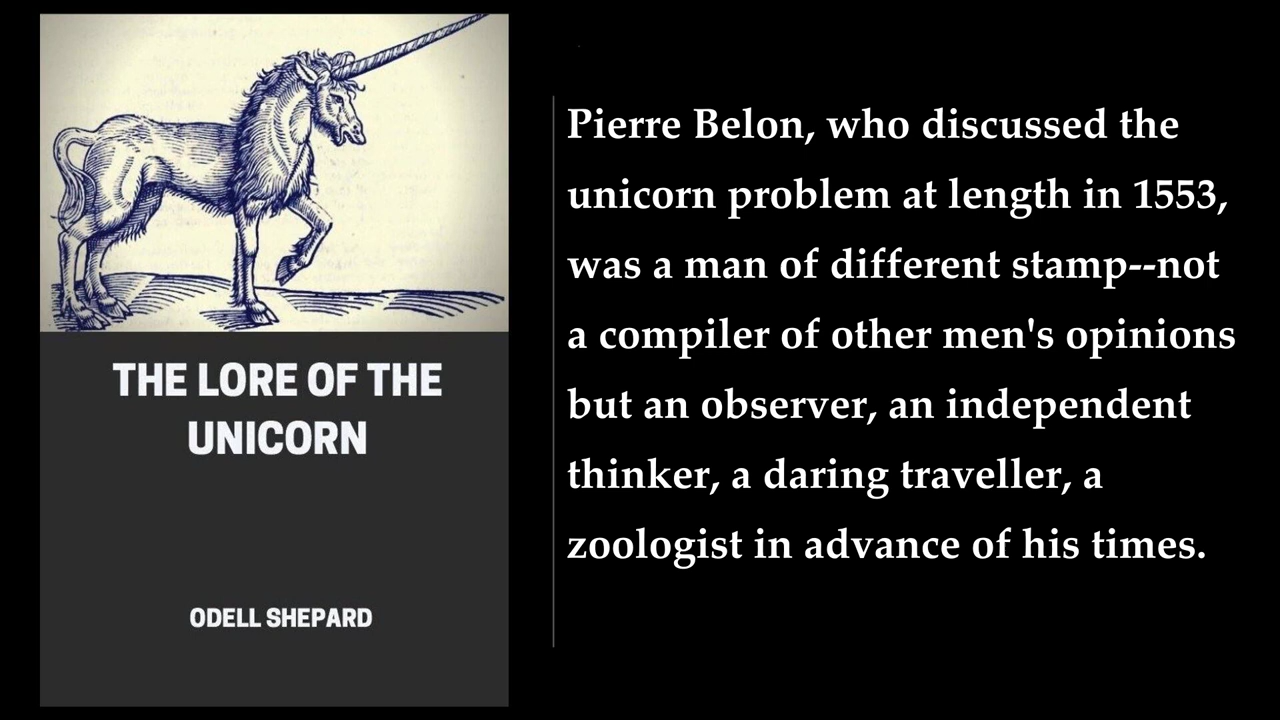 THE LORE OF THE
UNICORN
ODELL SHEPARD
Pierre Belon, who discussed the
unicorn problem at length in 1553,
was a man of different stamp--not
a compiler of other men's opinions
but an observer, an independent
thinker, a daring traveller, a
zoologist in advance of his times.